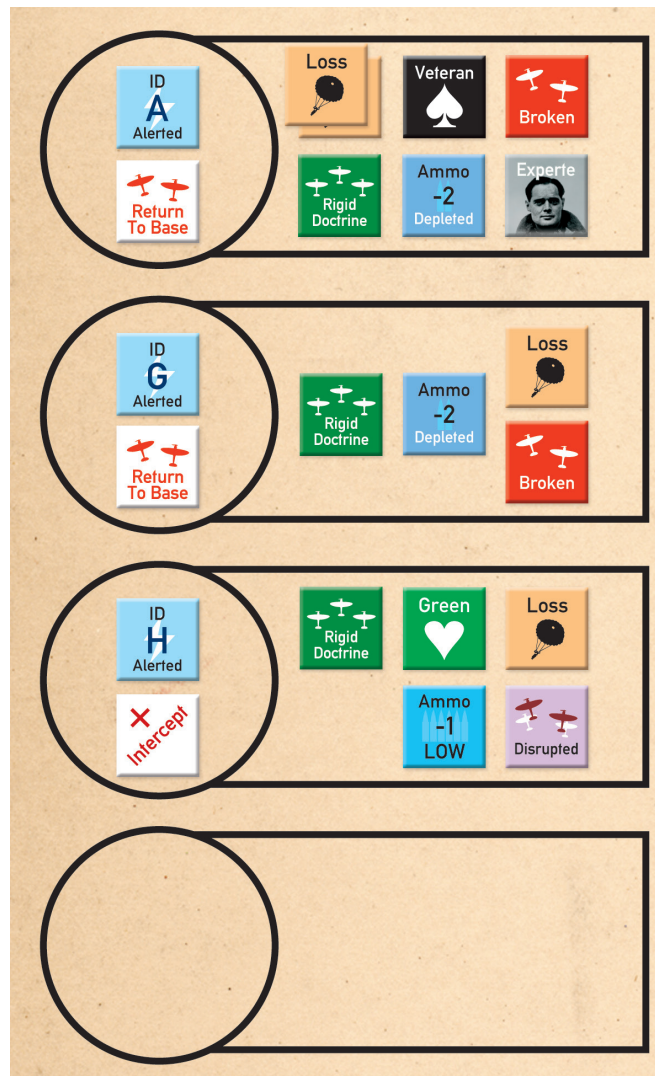 ID
A
Alerted
Return
To Base
Loss
Veteran
Broken
Rigid
Doctrine
Ammo
-2
Depleted
Experte
ID
G
Alerted
Return
To Base
Rigid
Doctrine
Ammo
-2
Depleted
Loss
Broken
ID
H
Alerted
Intercept
Rigid
Doctrine
Green
Loss
Ammo
-1
LOW
Disrupted